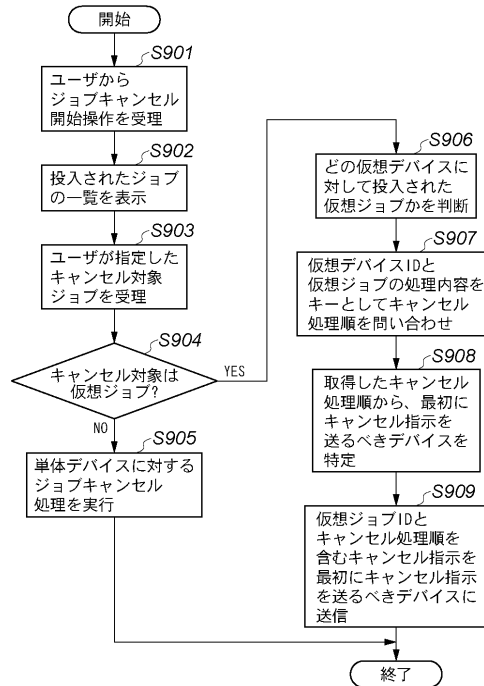 開始
S901
ユーザから
ジョブキャンセル
開始操作を受理
S902
投入されたジョブ
の一覧を表示
S903
ユーザが指定した
キャンセル対象
ジョブを受理
S904
キャンセル対象は
仮想ジョブ?
YES
NO
S905
単体デバイスに対する
ジョブキャンセル
処理を実行
S906
どの仮想デバイスに
対して投入された
仮想ジョブかを判断
S907
仮想デバイスIDと
仮想ジョブの処理内容を
キーとしてキャンセル
処理順を問い合わせ
S908
取得したキャンセル
処理順から、最初に
キャンセル指示を
送るべきデバイスを
特定
S909
仮想ジョブIDと
キャンセル処理順を
含むキャンセル指示を
最初にキャンセル指示
を送るべきデバイスに
送信
終了